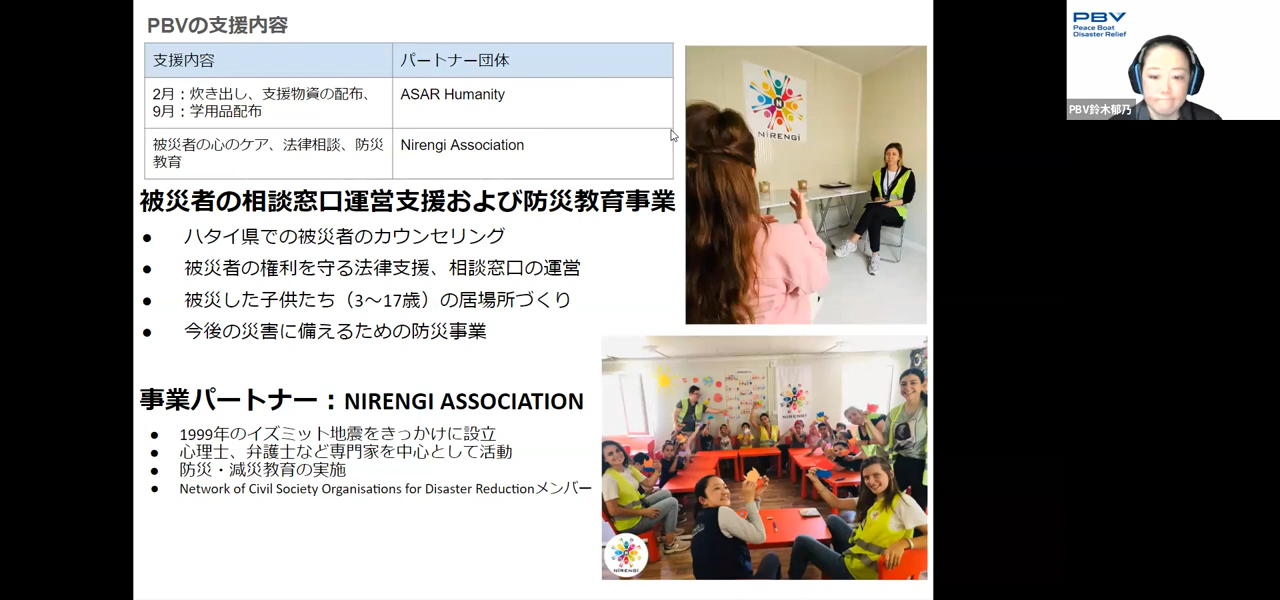 PBVの支援内容
支援内容
パートナー団体
2月：炊き出し、支援物資の配布、
9月：学用品配布
ASAR Humanity
被災者の心のケア、法律相談、防災
教育
Nirengi Association
被災者の相談窓口運営支援および防災教育事業
● ハタイ県での被災者のカウンセリング
● 被災者の権利を守る法律支援、相談窓口の運営
● 被災した子供たち（3～17歳）の居場所づくり
● 今後の災害に備えるための防災事業
事業パートナー：NIRENGI ASSOCIATION
● 1999年のイズミット地震をきっかけに設立
● 心理士、弁護士など専門家を中心として活動
● 防災・減災教育の実施
● Network of Civil Society Organisations for Disaster Reductionメンバー
N
NiRENGi
NiRENGi
NiRENGi
PBV
Peace Boat
Disaster Relief
PBV鈴木郁乃